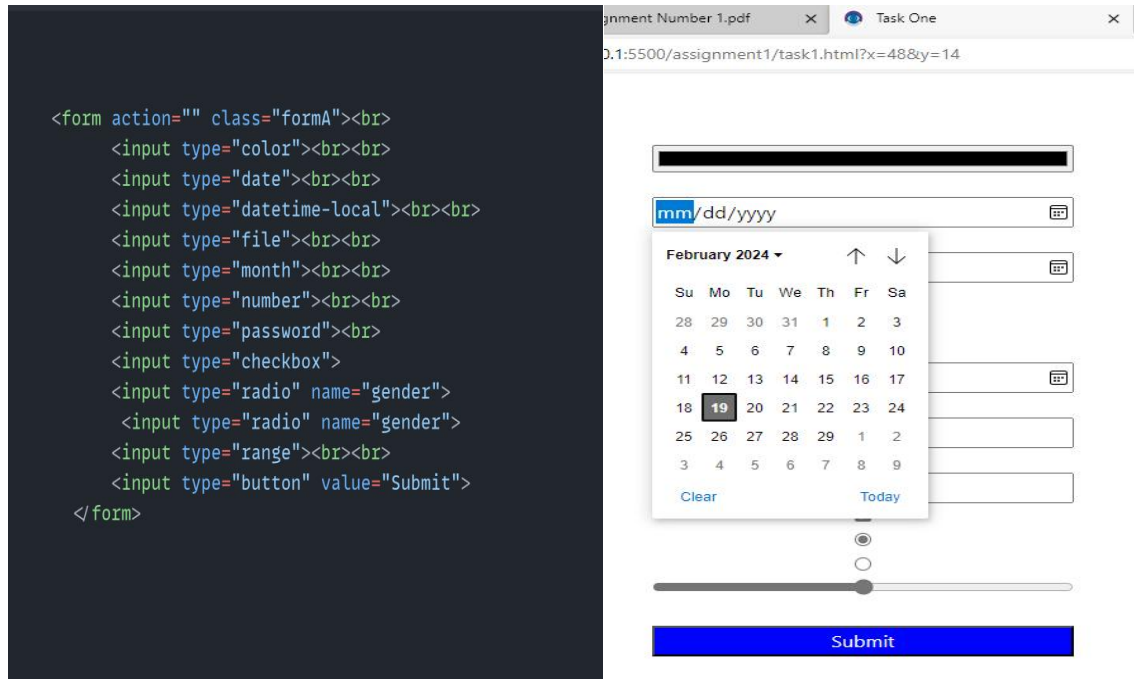 <form action="" class="formA"><br>
<input type="color"><br><br>
<input type="date"><br><br>
<input type="datetime-local"><br><br>
<input type="file"><br><br>
<input type="month"><br><br>
<input type="number"><br><br>
<input type="password"><br>
<input type="checkbox">
<input type="radio" name="gender">
<input type="radio" name="gender">
<input type="range"><br><br>
<input type="button" value="Submit">
</form>
gnment Number 1.pdf
Task One
0.1:5500/assignment1/task1.html?x=48&y=14
mm/dd/yyyy
February 2024
Su Mo Tu We Th Fr Sa
28 29 30 31 1 2 3
4 5 6 7 8 9 10
11 12 13 14 15 16 17
18 19 20 21 22 23 24
25 26 27 28 29 1 2
3 4 5 6 7 8 9
Clear Today
Submit